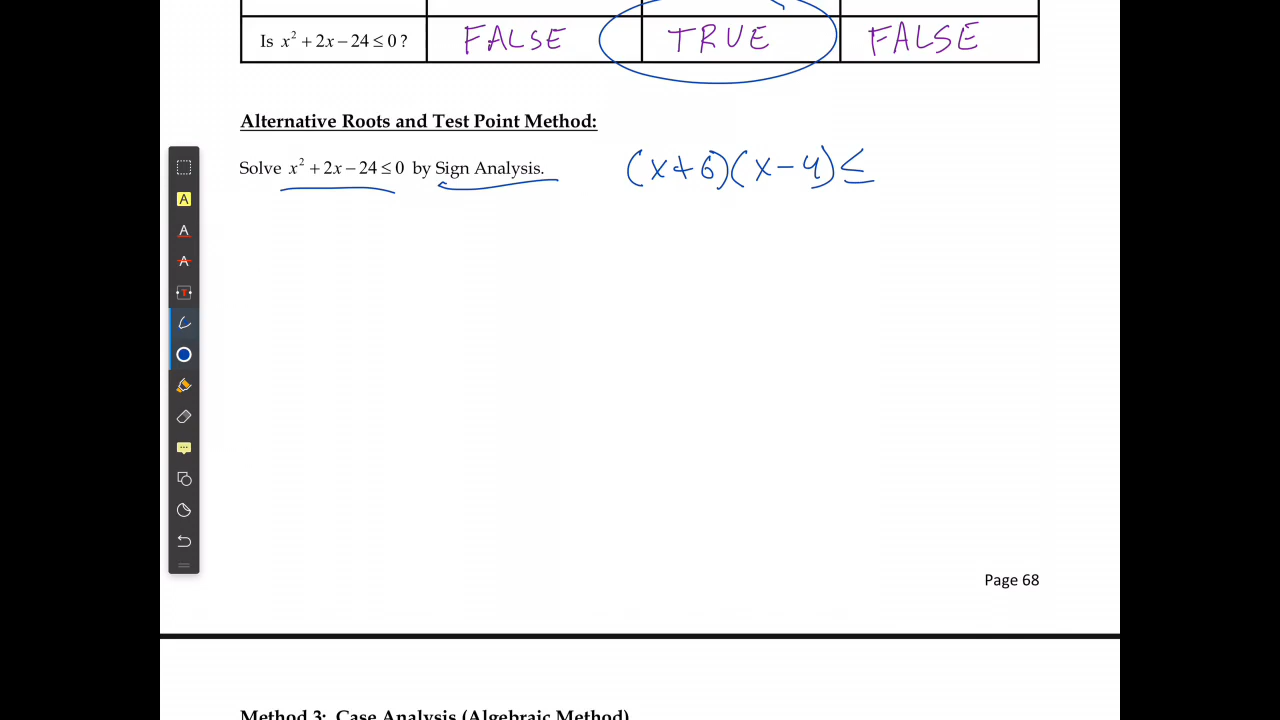 Is x² + 2x − 24 ≤ 0 ? FALSE TRUE FALSE
Alternative Roots and Test Point Method:
Solve x² + 2x − 24 ≤ 0 by Sign Analysis. (x+6)(x−4) ≤
A
A
A
T
Page 68
Method 3: Case Analysis (Algebraic Method)